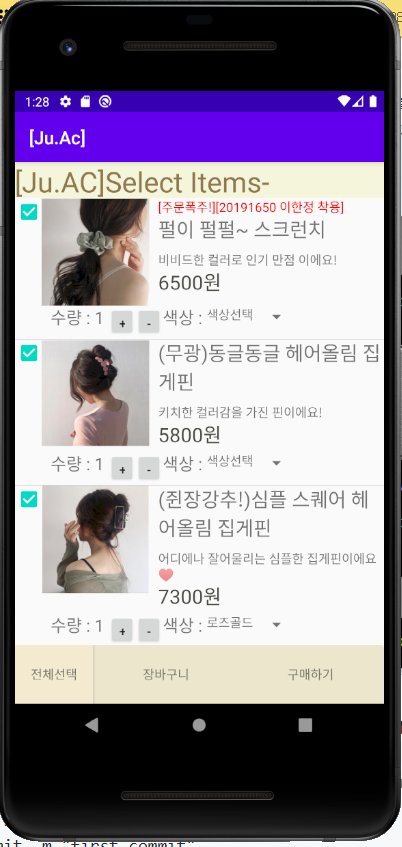 1:28
[Ju.Ac]
[Ju.AC]Select Items-
[주문폭주!][20191650 이한정 착용]
펄이 펄펄~ 스크런치
비비드한 컬러로 인기 만점 이에요!
6500원
수량 : 1 + - 색상 : 색상선택
(무광)동글동글 헤어올림 집
게핀
키치한 컬러감을 가진 핀이에요!
5800원
수량 : 1 + - 색상 : 색상선택
(쥔장강추!)심플 스퀘어 헤
어올림 집게핀
어디에나 잘어울리는 심플한 집게핀이에요
♥
7300원
수량 : 1 + - 색상 : 로즈골드
전체선택 장바구니 구매하기